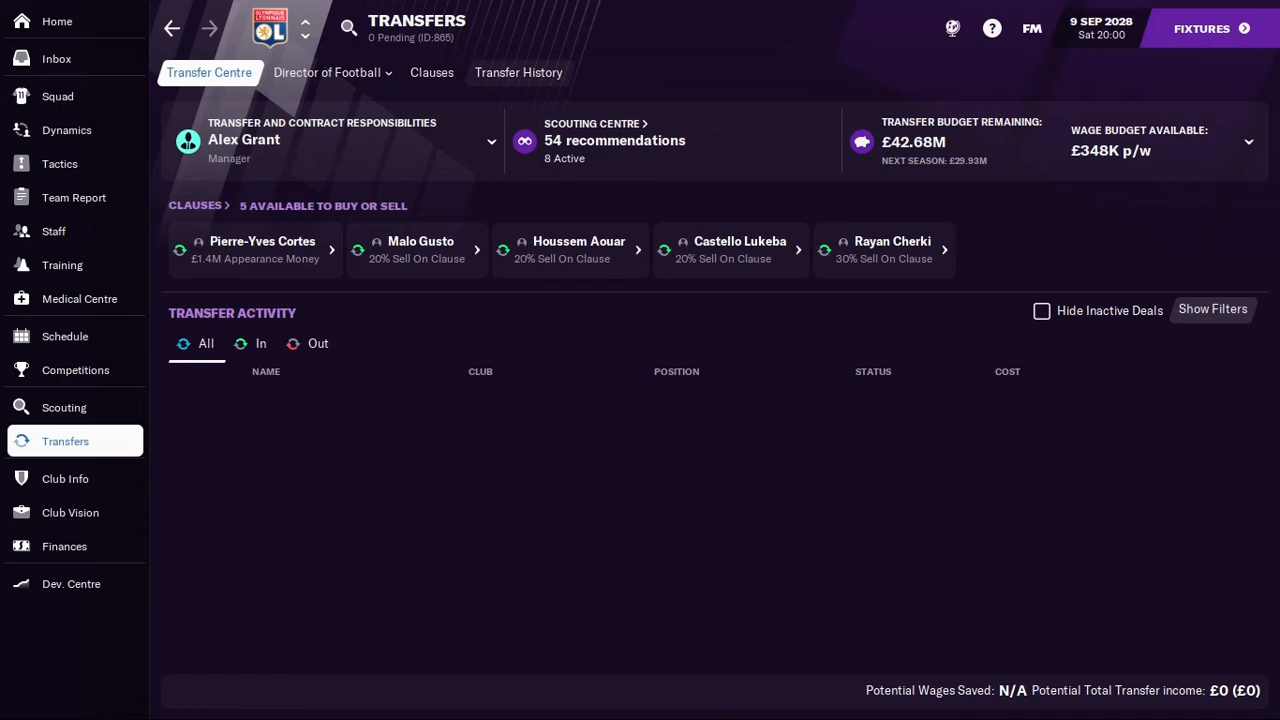 Home
Inbox
Squad
Dynamics
Tactics
Team Report
Staff
Training
Medical Centre
Schedule
Competitions
Scouting
Transfers
Club Info
Club Vision
Finances
Dev. Centre
OLYMPIQUE
LYONNAIS
OL
TRANSFERS
0 Pending (ID:865)
?
FM
9 SEP 2028
Sat 20:00
FIXTURES
Transfer Centre
Director of Football
Clauses
Transfer History
TRANSFER AND CONTRACT RESPONSIBILITIES
Alex Grant
Manager
SCOUTING CENTRE
54 recommendations
8 Active
TRANSFER BUDGET REMAINING:
£42.68M
NEXT SEASON: £29.93M
WAGE BUDGET AVAILABLE:
£348K p/w
CLAUSES 5 AVAILABLE TO BUY OR SELL
Pierre-Yves Cortes
£1.4M Appearance Money
Malo Gusto
20% Sell On Clause
Houssem Aouar
20% Sell On Clause
Castello Lukeba
20% Sell On Clause
Rayan Cherki
30% Sell On Clause
TRANSFER ACTIVITY
Hide Inactive Deals
Show Filters
All In Out
NAME CLUB POSITION STATUS COST
Potential Wages Saved: N/A Potential Total Transfer income: £0 (£0)